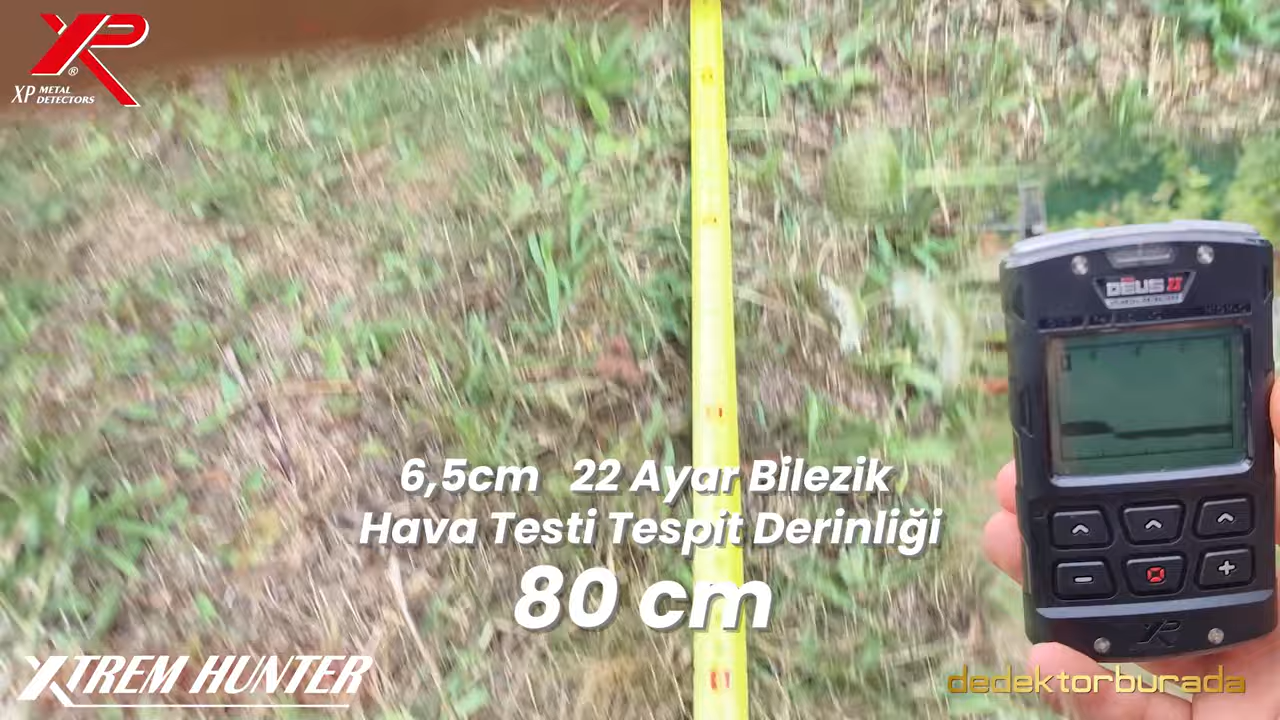 XP
®
XP METAL
DETECTORS
DEUS II
6,5cm 22 Ayar Bilezik
Hava Testi Tespit Derinliği
80 cm
XP
XTREM HUNTER
dedektorburada